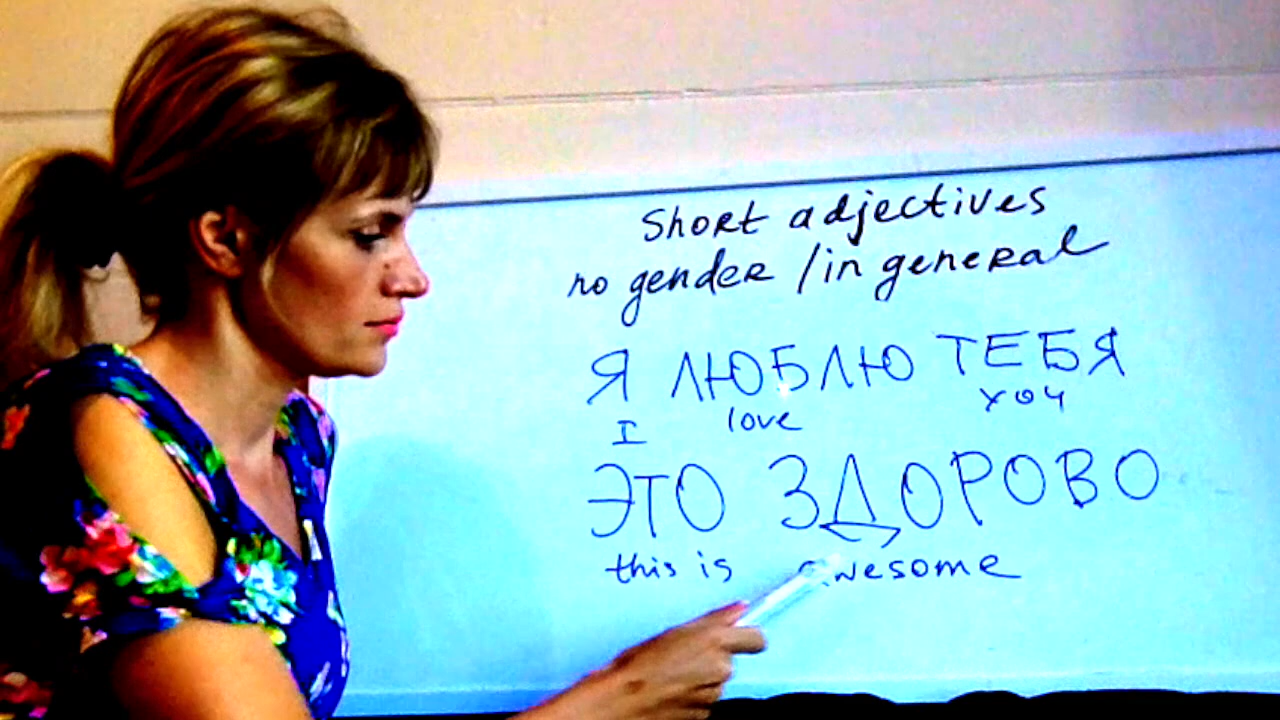 Short adjectives
no gender / in general
Я ЛЮБЛЮ ТЕБЯ
I love you
ЭТО ЗДОРОВО
this is awesome